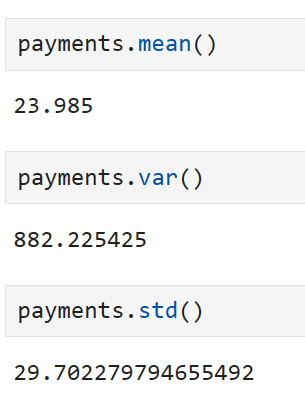 payments.mean()
23.985
payments.var()
882.225425
payments.std()
29.702279794655492